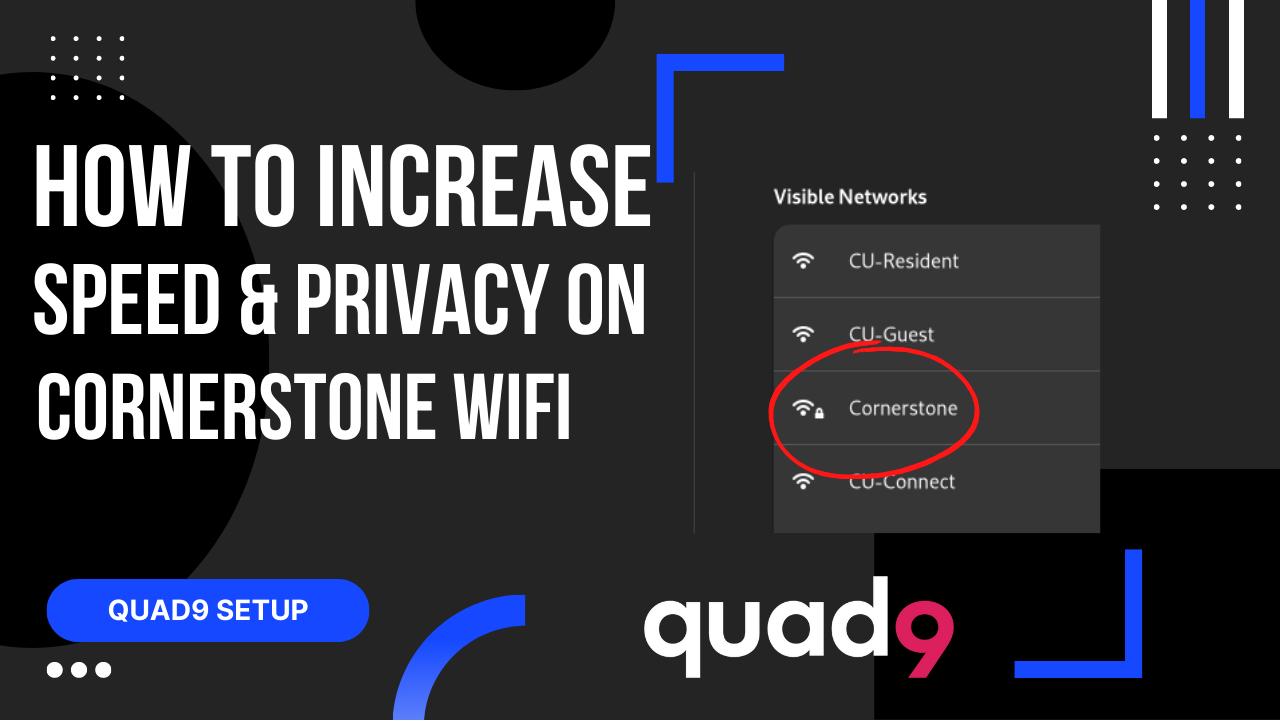 HOW TO INCREASE
SPEED & PRIVACY ON
CORNERSTONE WIFI
QUAD9 SETUP
Visible Networks
CU-Resident
CU-Guest
Cornerstone
CU-Connect
quad9